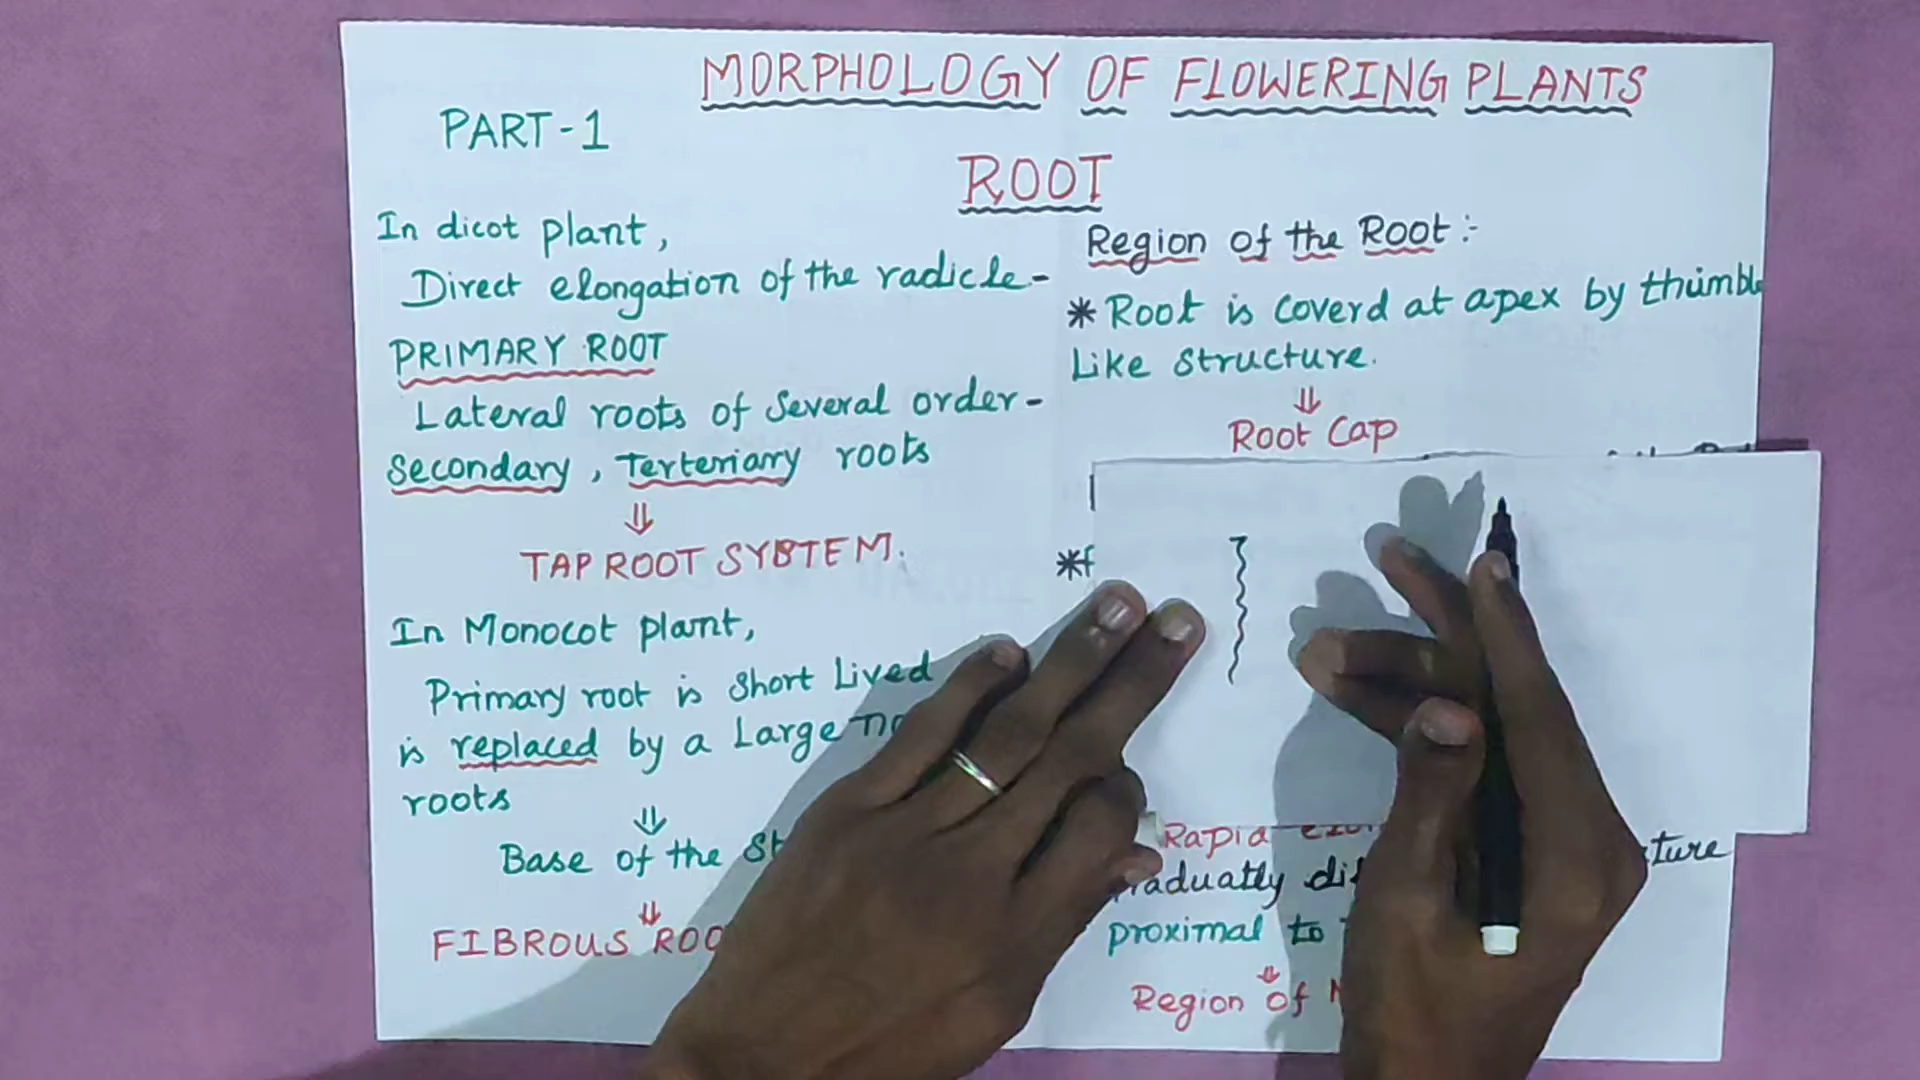 MORPHOLOGY OF FLOWERING PLANTS
PART-1
ROOT
In dicot plant,
Direct elongation of the radicle-
PRIMARY ROOT
Lateral roots of Several order-
Secondary, Terteriary roots
⇓
TAP ROOT SYSTEM.
In Monocot plant,
Primary root is Short Lived
is replaced by a Large
roots
⇓
Base of the
⇓
FIBROUS
Region of the Root:-
*Root is Coverd at apex by thimble
Like Structure.
⇓
Root Cap
*
Rapid
graduatly
proximal to
⇓
Region of